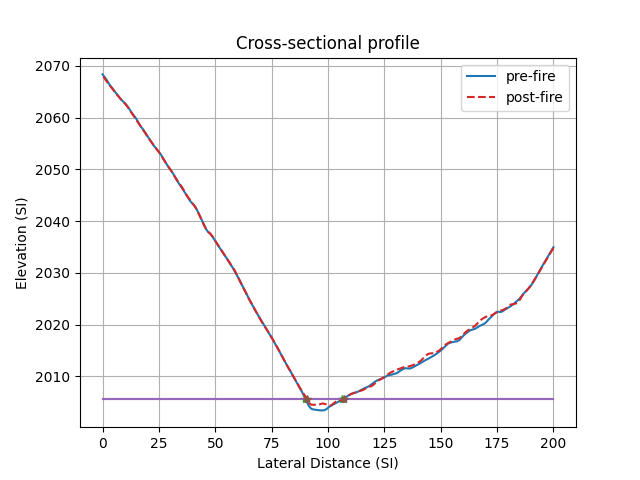 Cross-sectional profile
pre-fire
post-fire
Elevation (SI)
2070
2060
2050
2040
2030
2020
2010
0 25 50 75 100 125 150 175 200
Lateral Distance (SI)